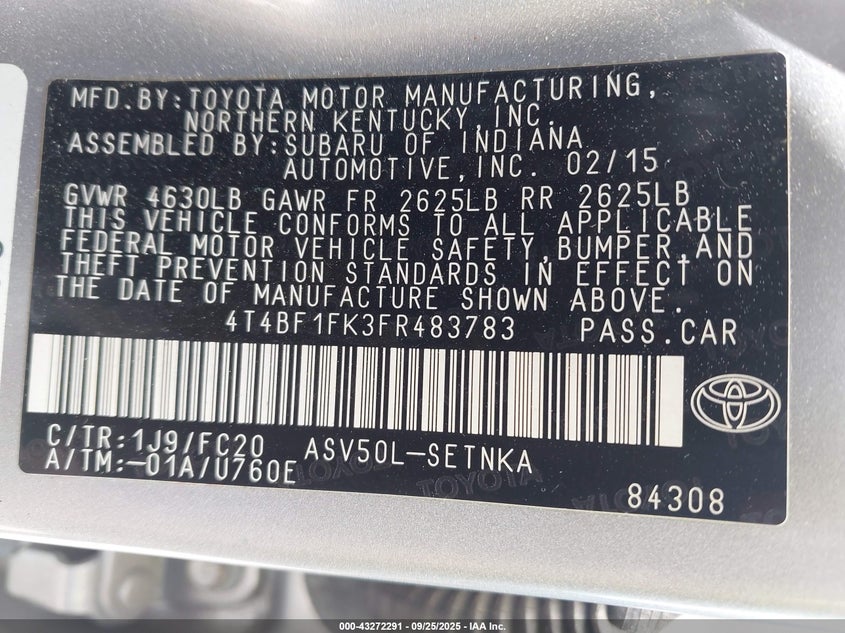 MFD.BY:TOYOTA MOTOR MANUFACTURING,
NORTHERN KENTUCKY,INC.
ASSEMBLED BY:SUBARU OF INDIANA
AUTOMOTIVE,INC. 02/15
GVWR 4630LB GAWR FR 2625LB RR 2625LB
THIS VEHICLE CONFORMS TO ALL APPLICABLE
FEDERAL MOTOR VEHICLE SAFETY,BUMPER,AND
THEFT PREVENTION STANDARDS IN EFFECT ON
THE DATE OF MANUFACTURE SHOWN ABOVE.
4T4BF1FK3FR483783 PASS.CAR
C/TR:1J9/FC20 ASV50L-SETNKA
A/TM:-01A/U760E
84308
000-43272291 - 09/25/2025 - IAA Inc.